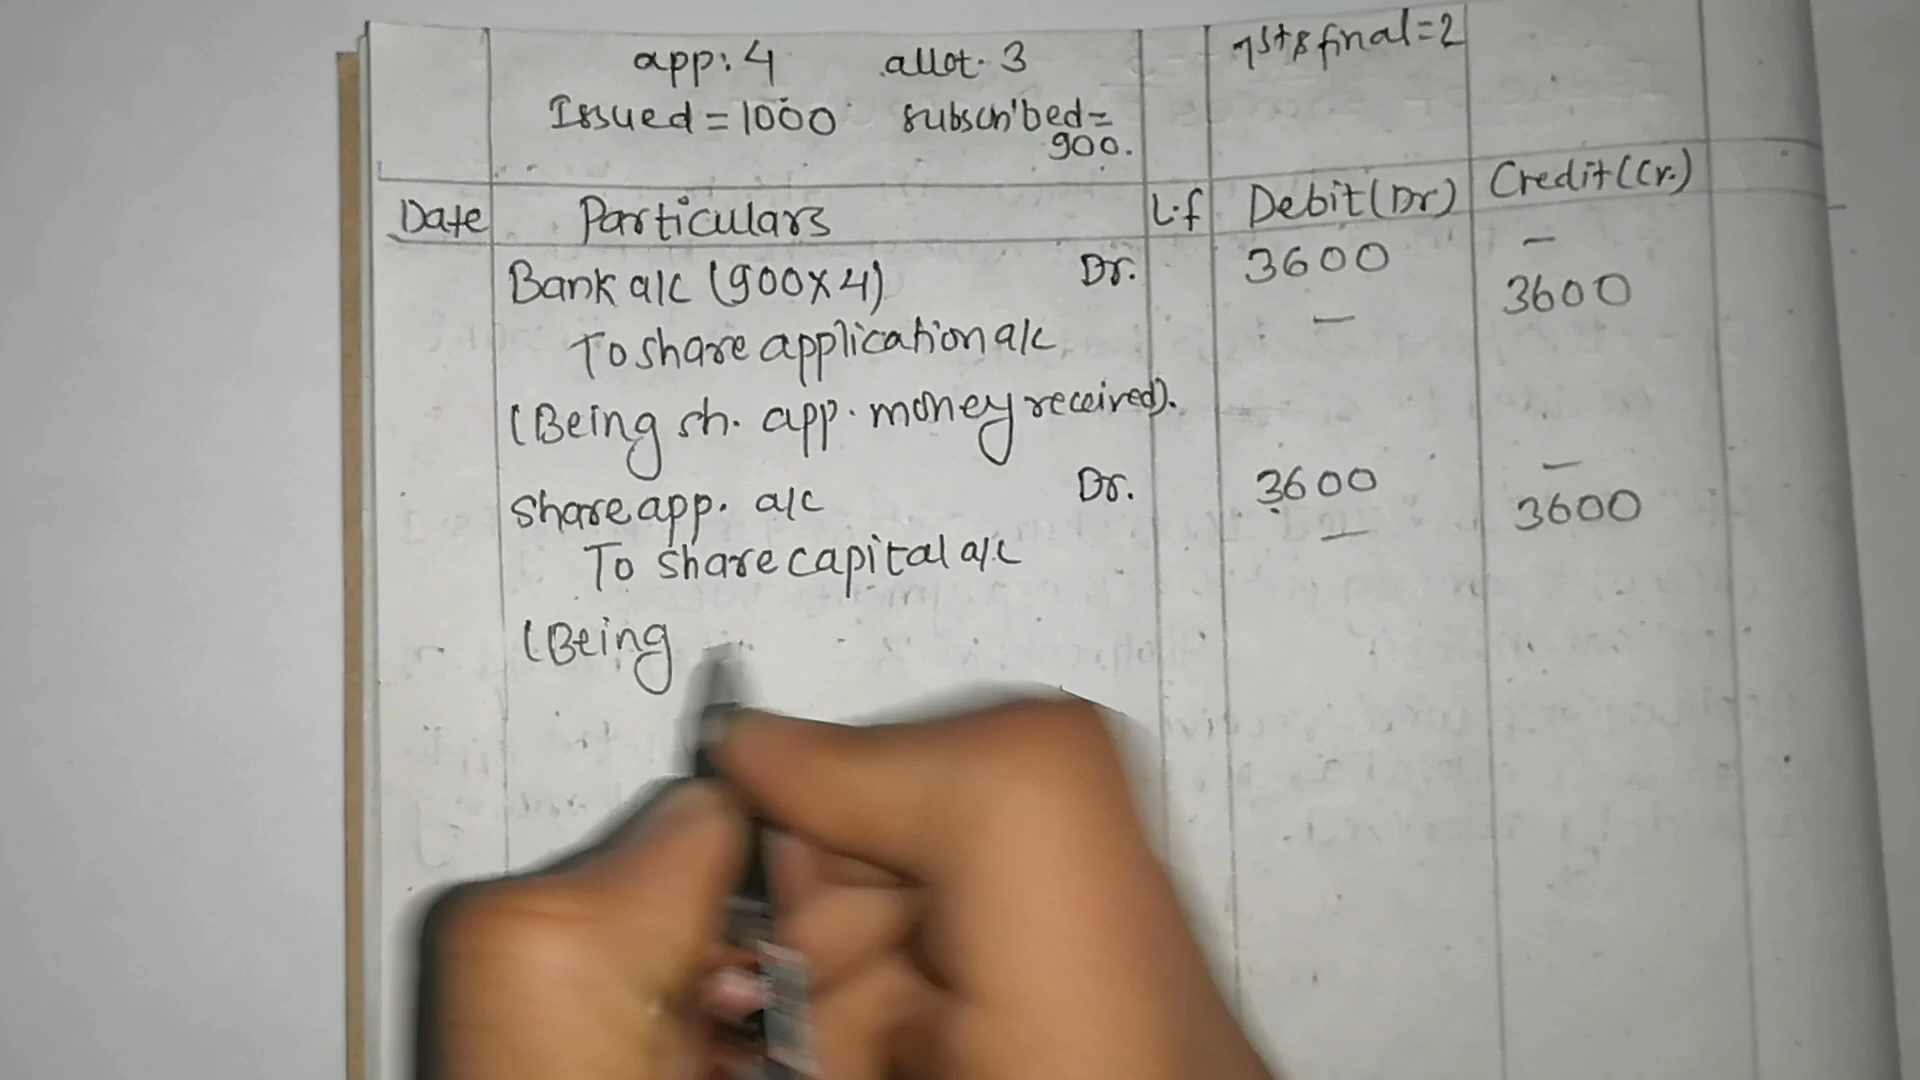 app: 4 allot. 3 1st & final = 2
Issued = 1000 subscribed =
900.
Date Particulars L.f Debit (Dr) Credit (Cr.)
Bank a/c (900 x 4) Dr. 3600 —
To share application a/c — 3600
(Being sh. app. money received).
Share app. a/c Dr. 3600 —
To share capital a/c — 3600
(Being